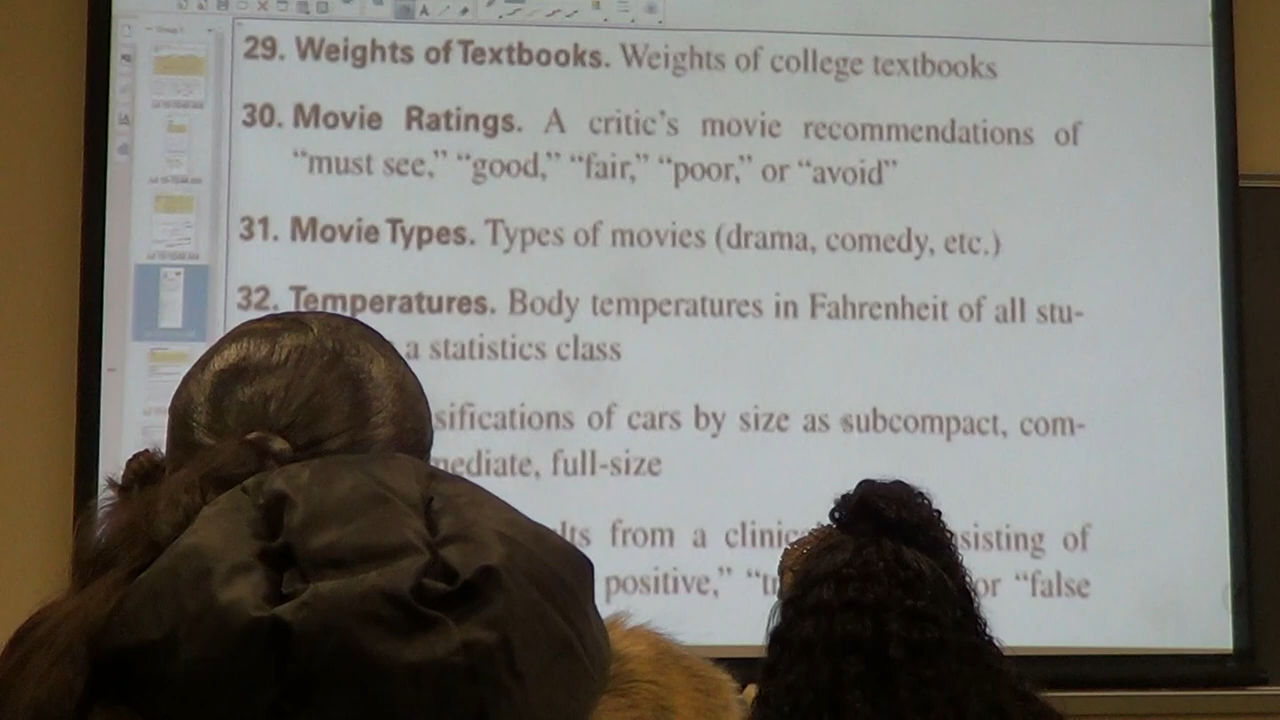 29. Weights of Textbooks. Weights of college textbooks
30. Movie Ratings. A critic's movie recommendations of
“must see,” “good,” “fair,” “poor,” or “avoid”
31. Movie Types. Types of movies (drama, comedy, etc.)
32. Temperatures. Body temperatures in Fahrenheit of all stu-
a statistics class
sifications of cars by size as subcompact, com-
mediate, full-size
lts from a clinic sisting of
positive,” or “false